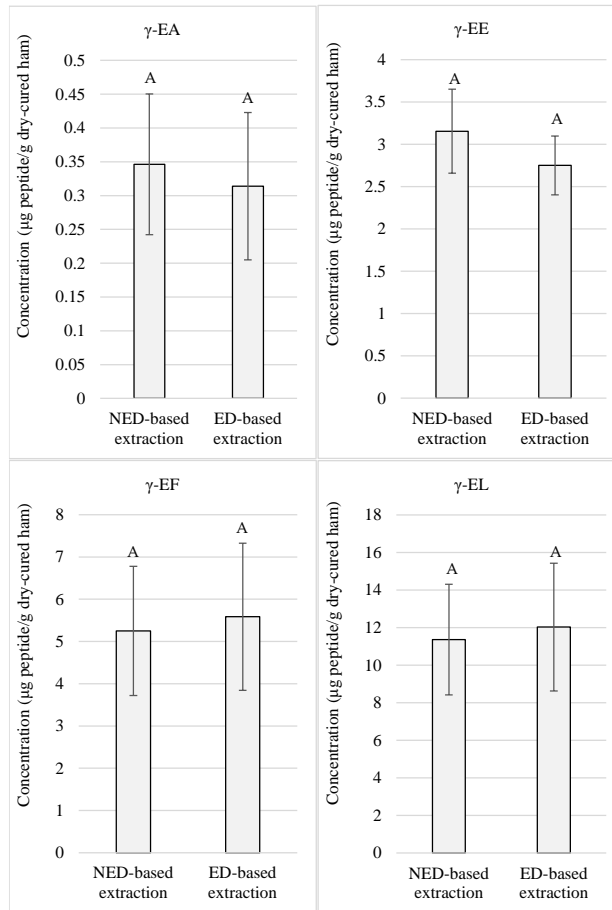 γ-EA
Concentration (μg peptide/g dry-cured ham)
0.5
0.45
0.4
0.35
0.3
0.25
0.2
0.15
0.1
0.05
0
A
A
NED-based
extraction
ED-based
extraction
γ-EE
Concentration (μg peptide/g dry-cured ham)
4
3.5
3
2.5
2
1.5
1
0.5
0
A
A
NED-based
extraction
ED-based
extraction
γ-EF
Concentration (μg peptide/g dry-cured ham)
8
7
6
5
4
3
2
1
0
A
A
NED-based
extraction
ED-based
extraction
γ-EL
Concentration (μg peptide/g dry-cured ham)
18
16
14
12
10
8
6
4
2
0
A
A
NED-based
extraction
ED-based
extraction